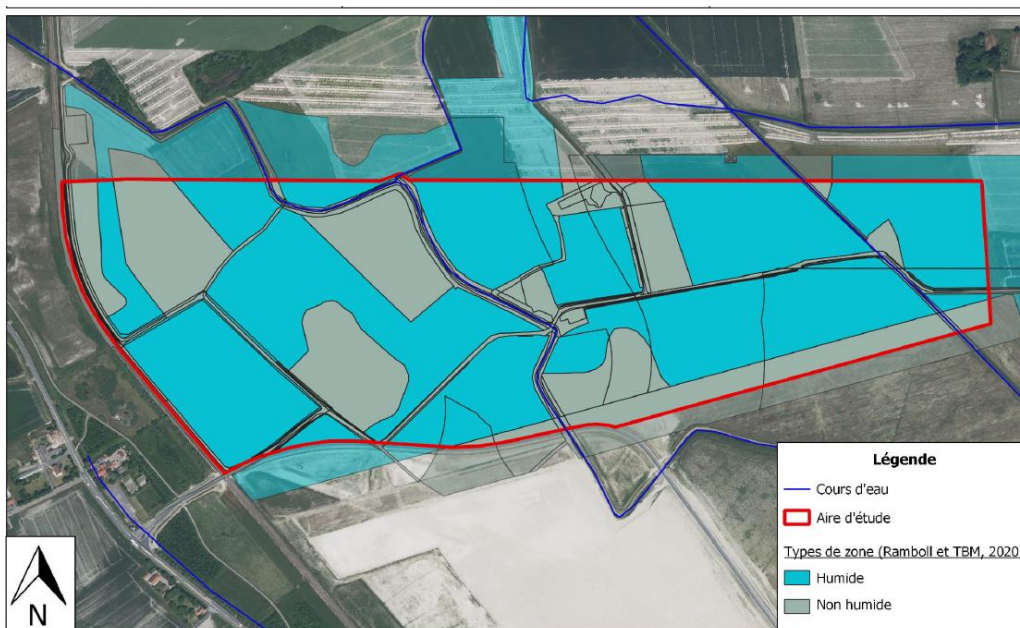 N
Légende
Cours d'eau
Aire d'étude
Types de zone (Ramboll et TBM, 2020)
Humide
Non humide